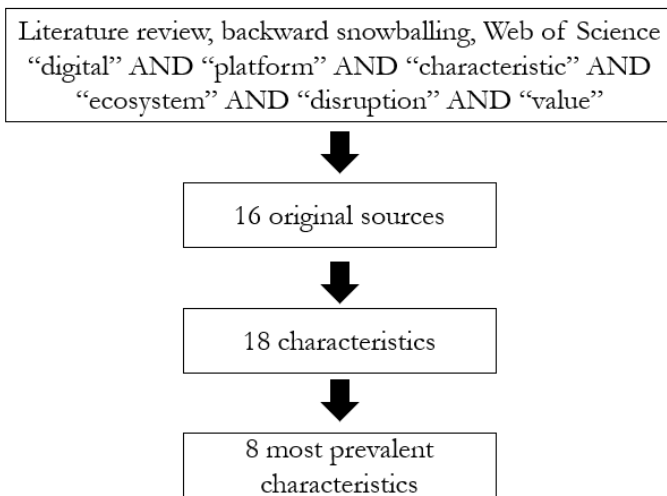 Literature review, backward snowballing, Web of Science
“digital” AND “platform” AND “characteristic” AND
“ecosystem” AND “disruption” AND “value”
16 original sources
18 characteristics
8 most prevalent
characteristics